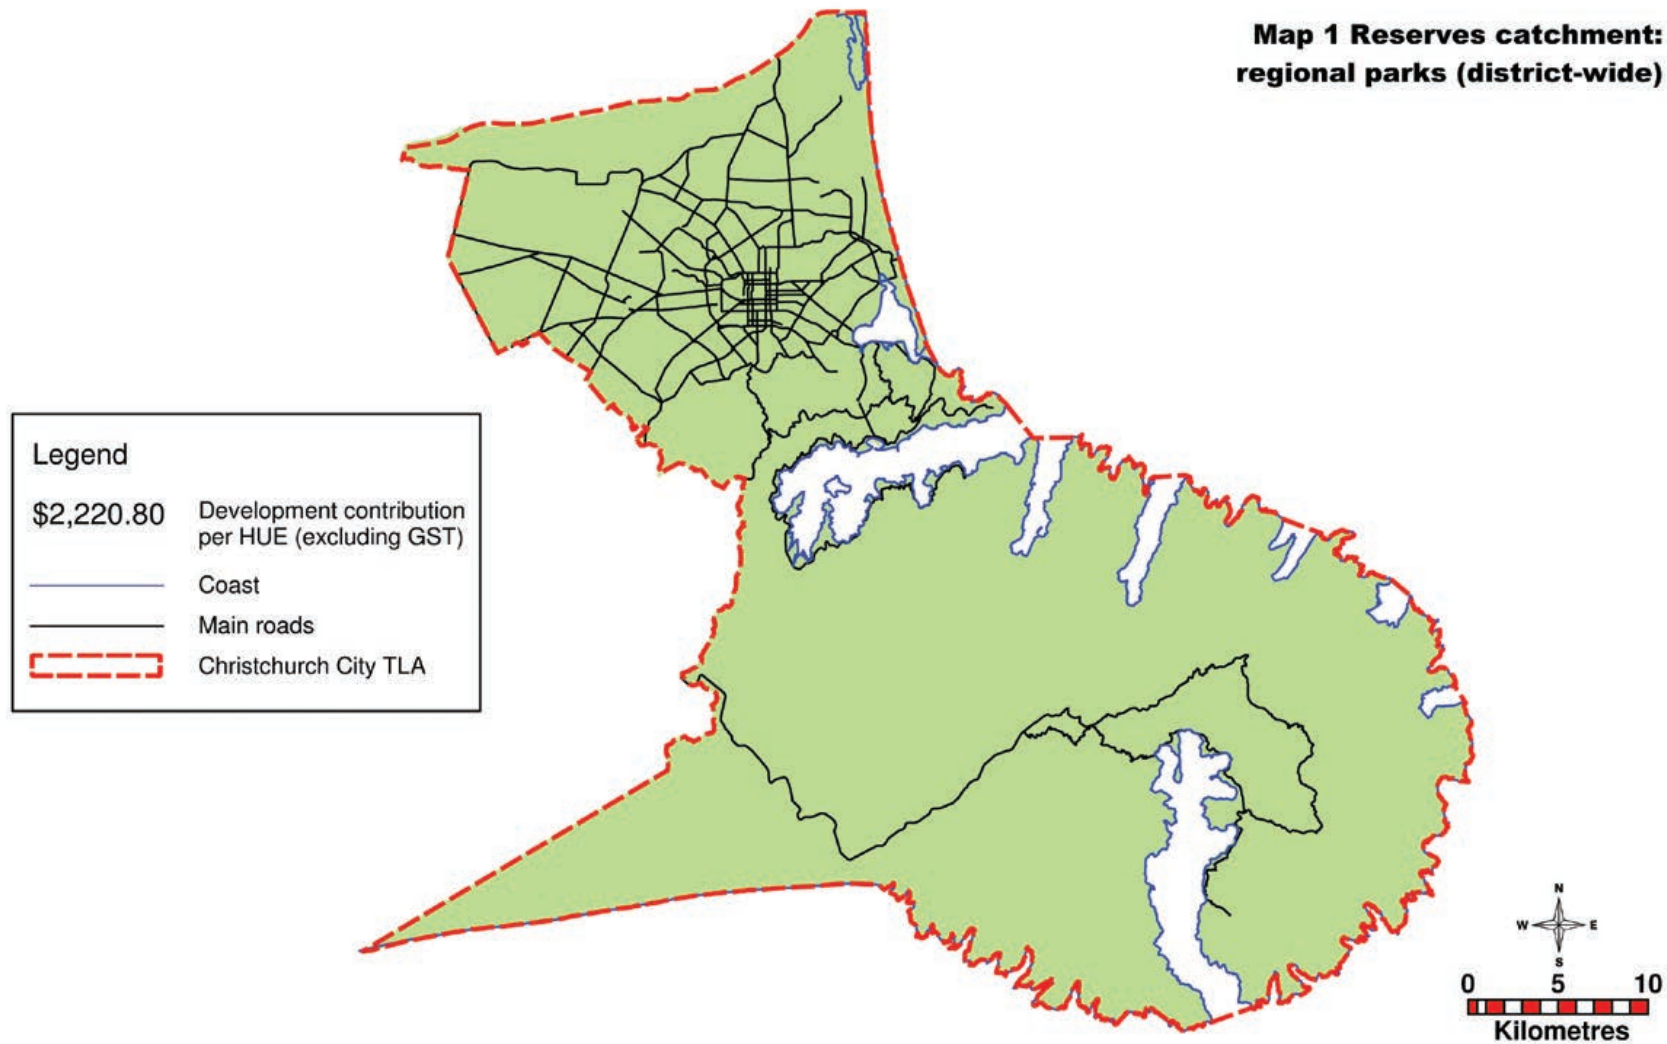 Map 1 Reserves catchment:
regional parks (district-wide)
Legend
$2,220.80
Development contribution
per HUE (excluding GST)
Coast
Main roads
Christchurch City TLA
N
W E
S
0 5 10
Kilometres